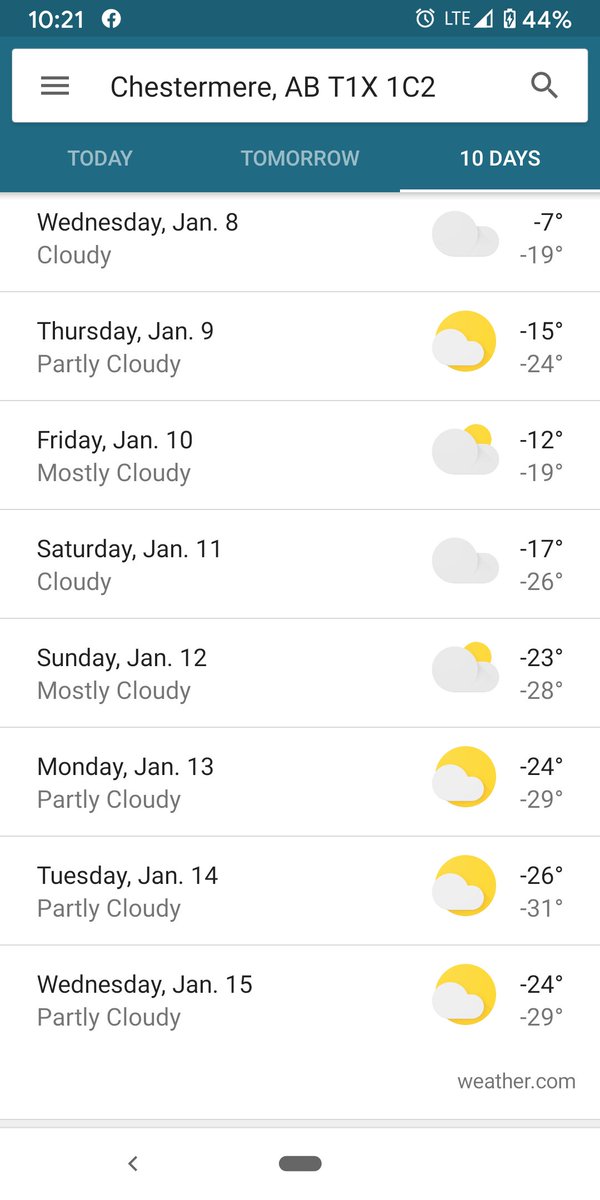 10:21 LTE 44%
Chestermere, AB T1X 1C2
TODAY TOMORROW 10 DAYS
Wednesday, Jan. 8 -7°
Cloudy -19°
Thursday, Jan. 9 -15°
Partly Cloudy -24°
Friday, Jan. 10 -12°
Mostly Cloudy -19°
Saturday, Jan. 11 -17°
Cloudy -26°
Sunday, Jan. 12 -23°
Mostly Cloudy -28°
Monday, Jan. 13 -24°
Partly Cloudy -29°
Tuesday, Jan. 14 -26°
Partly Cloudy -31°
Wednesday, Jan. 15 -24°
Partly Cloudy -29°
weather.com